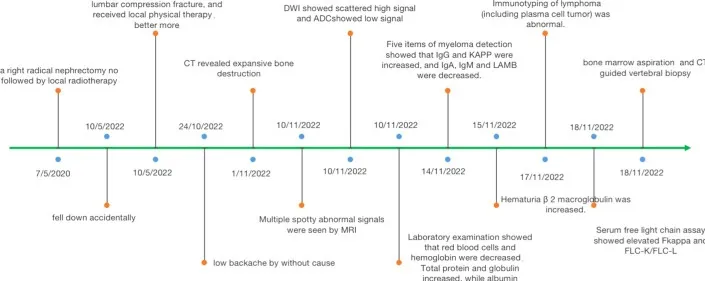 lumbar compression fracture, and
received local physical therapy .
better more
DWI showed scattered high signal
and ADCshowed low signal
Immunotyping of lymphoma
(including plasma cell tumor) was
abnormal.
a right radical nephrectomy no
followed by local radiotherapy
CT revealed expansive bone
destruction
Five items of myeloma detection
showed that IgG and KAPP were
increased, and IgA, IgM and LAMB
were decreased.
bone marrow aspiration and CT
guided vertebral biopsy
10/5/2022
24/10/2022
10/11/2022
10/11/2022
15/11/2022
18/11/2022
7/5/2020
10/5/2022
1/11/2022
10/11/2022
14/11/2022
17/11/2022
18/11/2022
fell down accidentally
low backache by without cause
Multiple spotty abnormal signals
were seen by MRI
Laboratory examination showed
that red blood cells and
hemoglobin were decreased
Total protein and globulin
increased, while albumin
Hematuria β 2 macroglobulin was
increased.
Serum free light chain assay
showed elevated Fkappa and
FLC-K/FLC-L